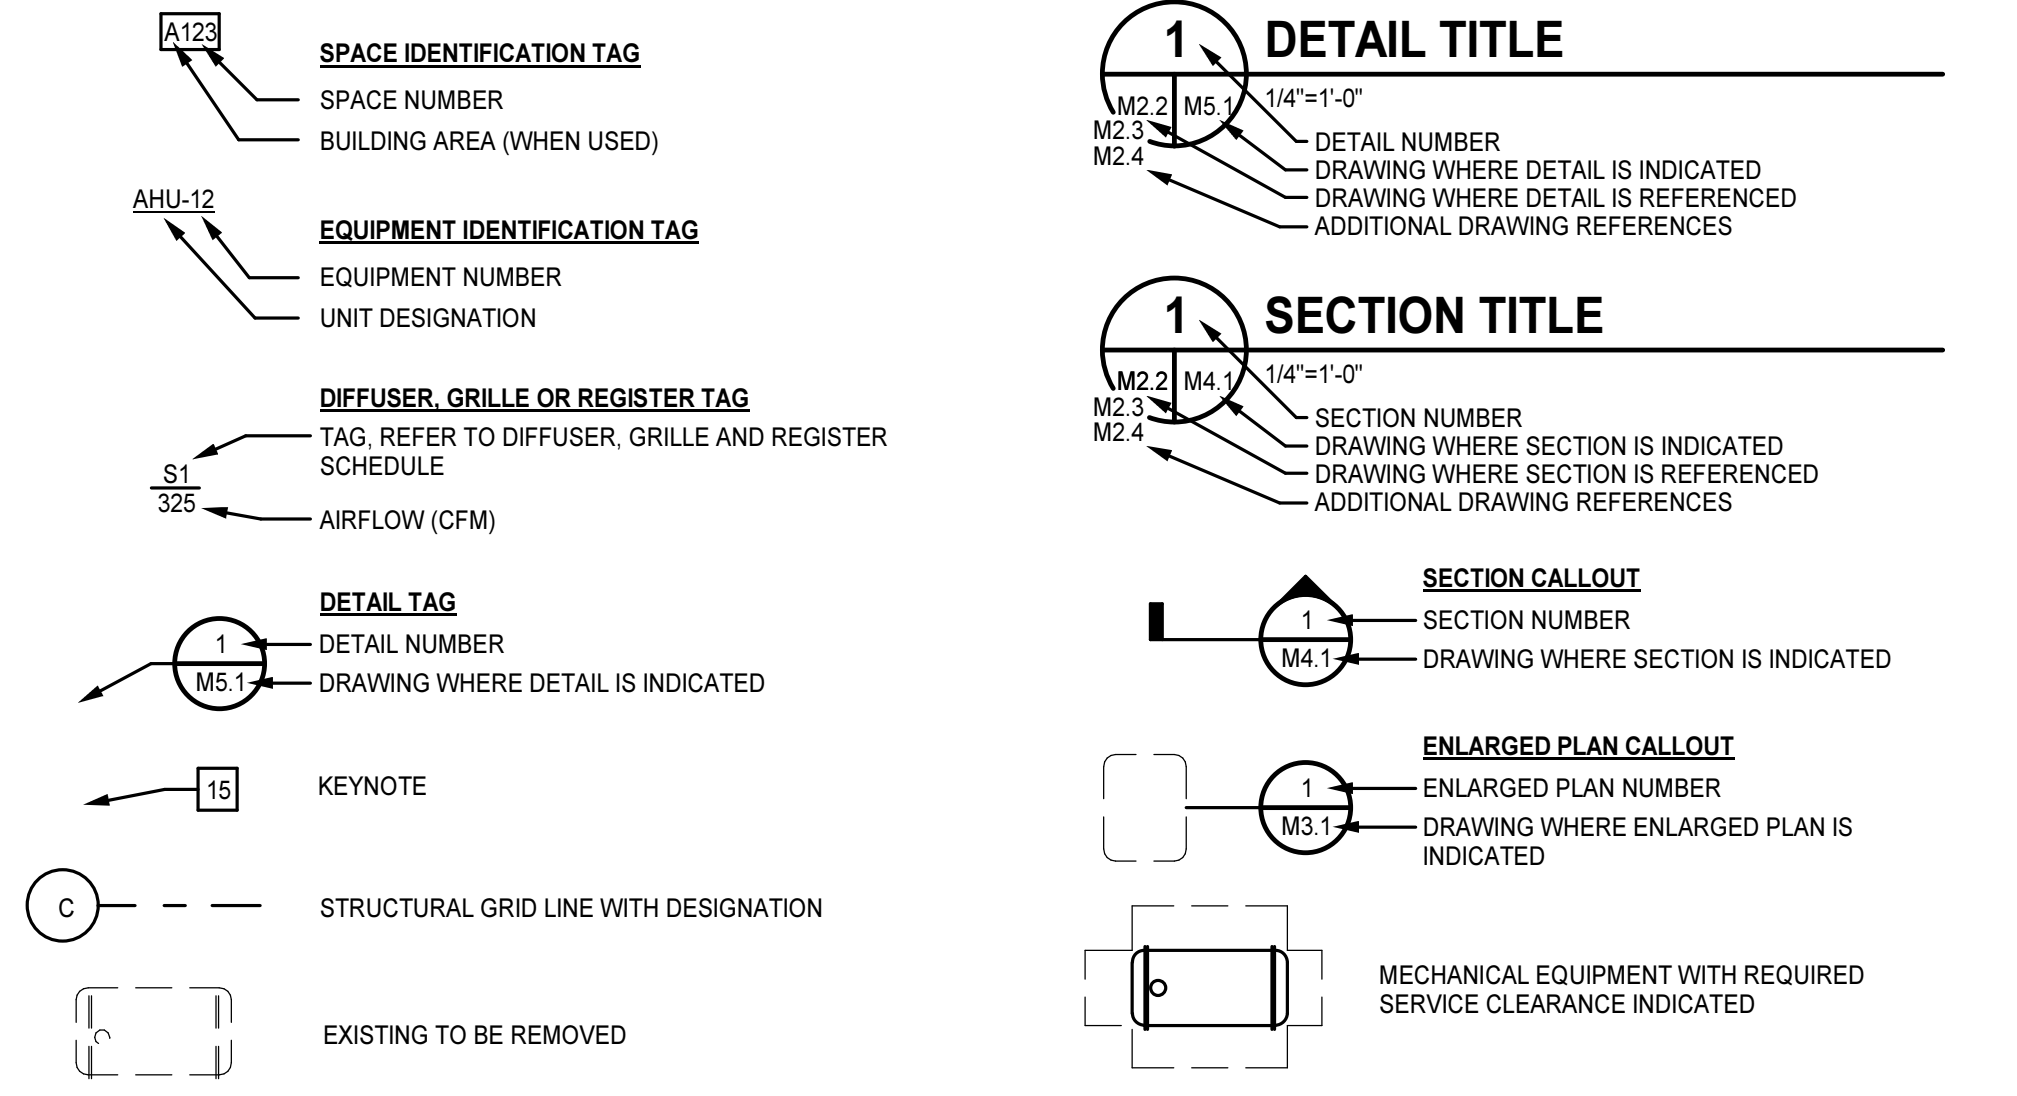 A123
SPACE IDENTIFICATION TAG
SPACE NUMBER
BUILDING AREA (WHEN USED)
AHU-12
EQUIPMENT IDENTIFICATION TAG
EQUIPMENT NUMBER
UNIT DESIGNATION
DIFFUSER, GRILLE OR REGISTER TAG
TAG, REFER TO DIFFUSER, GRILLE AND REGISTER
SCHEDULE
S1
325
AIRFLOW (CFM)
DETAIL TAG
1
DETAIL NUMBER
M5.1
DRAWING WHERE DETAIL IS INDICATED
15
KEYNOTE
C
STRUCTURAL GRID LINE WITH DESIGNATION
EXISTING TO BE REMOVED
1
DETAIL TITLE
M2.2
M5.1
1/4"=1'-0"
M2.3
M2.4
DETAIL NUMBER
DRAWING WHERE DETAIL IS INDICATED
DRAWING WHERE DETAIL IS REFERENCED
ADDITIONAL DRAWING REFERENCES
1
SECTION TITLE
M2.2
M4.1
1/4"=1'-0"
M2.3
M2.4
SECTION NUMBER
DRAWING WHERE SECTION IS INDICATED
DRAWING WHERE SECTION IS REFERENCED
ADDITIONAL DRAWING REFERENCES
SECTION CALLOUT
1
SECTION NUMBER
M4.1
DRAWING WHERE SECTION IS INDICATED
ENLARGED PLAN CALLOUT
1
ENLARGED PLAN NUMBER
M3.1
DRAWING WHERE ENLARGED PLAN IS
INDICATED
MECHANICAL EQUIPMENT WITH REQUIRED
SERVICE CLEARANCE INDICATED